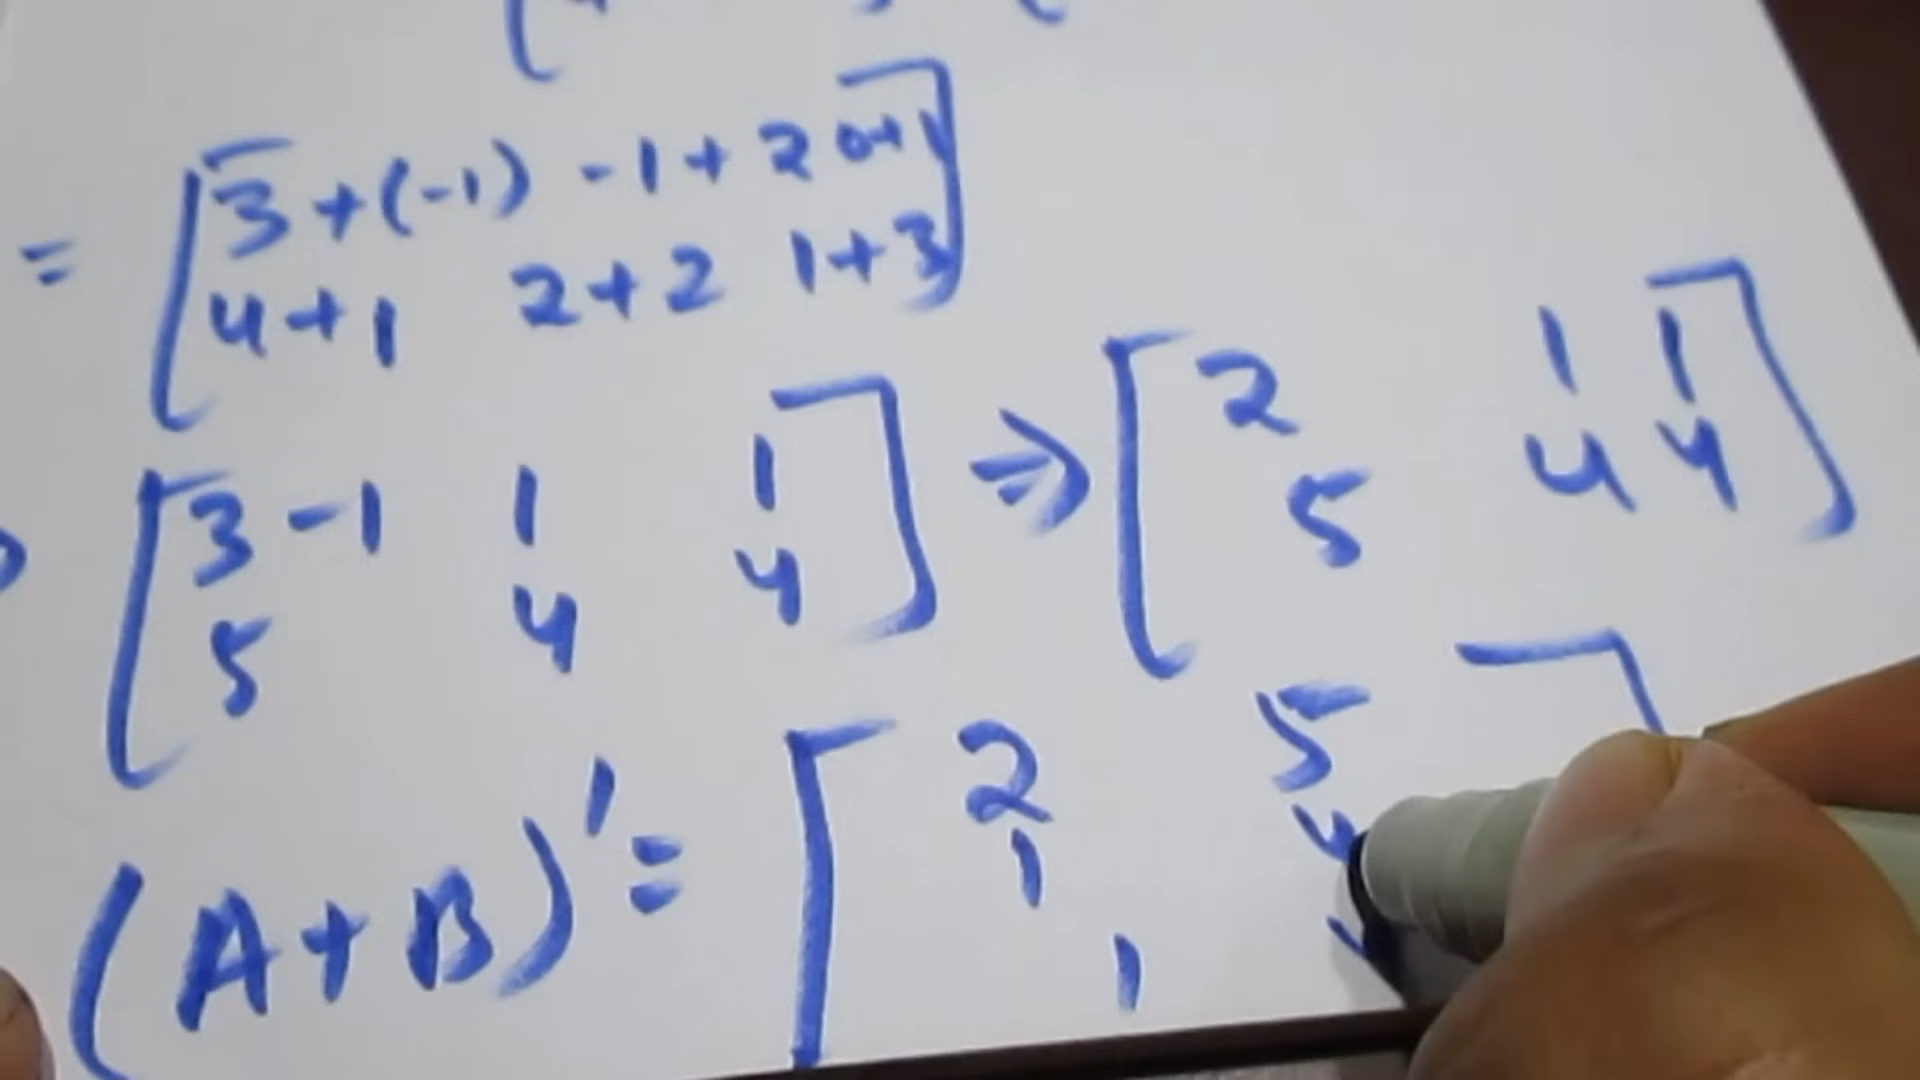 = [3+(-1) -1+2 0+1]
[4+1 2+2 1+3]
[3-1 1 1] ⇒ [2 1 1]
[5 4 4] [5 4 4]
(A+B)' = [2 5]
[1 4]
[1